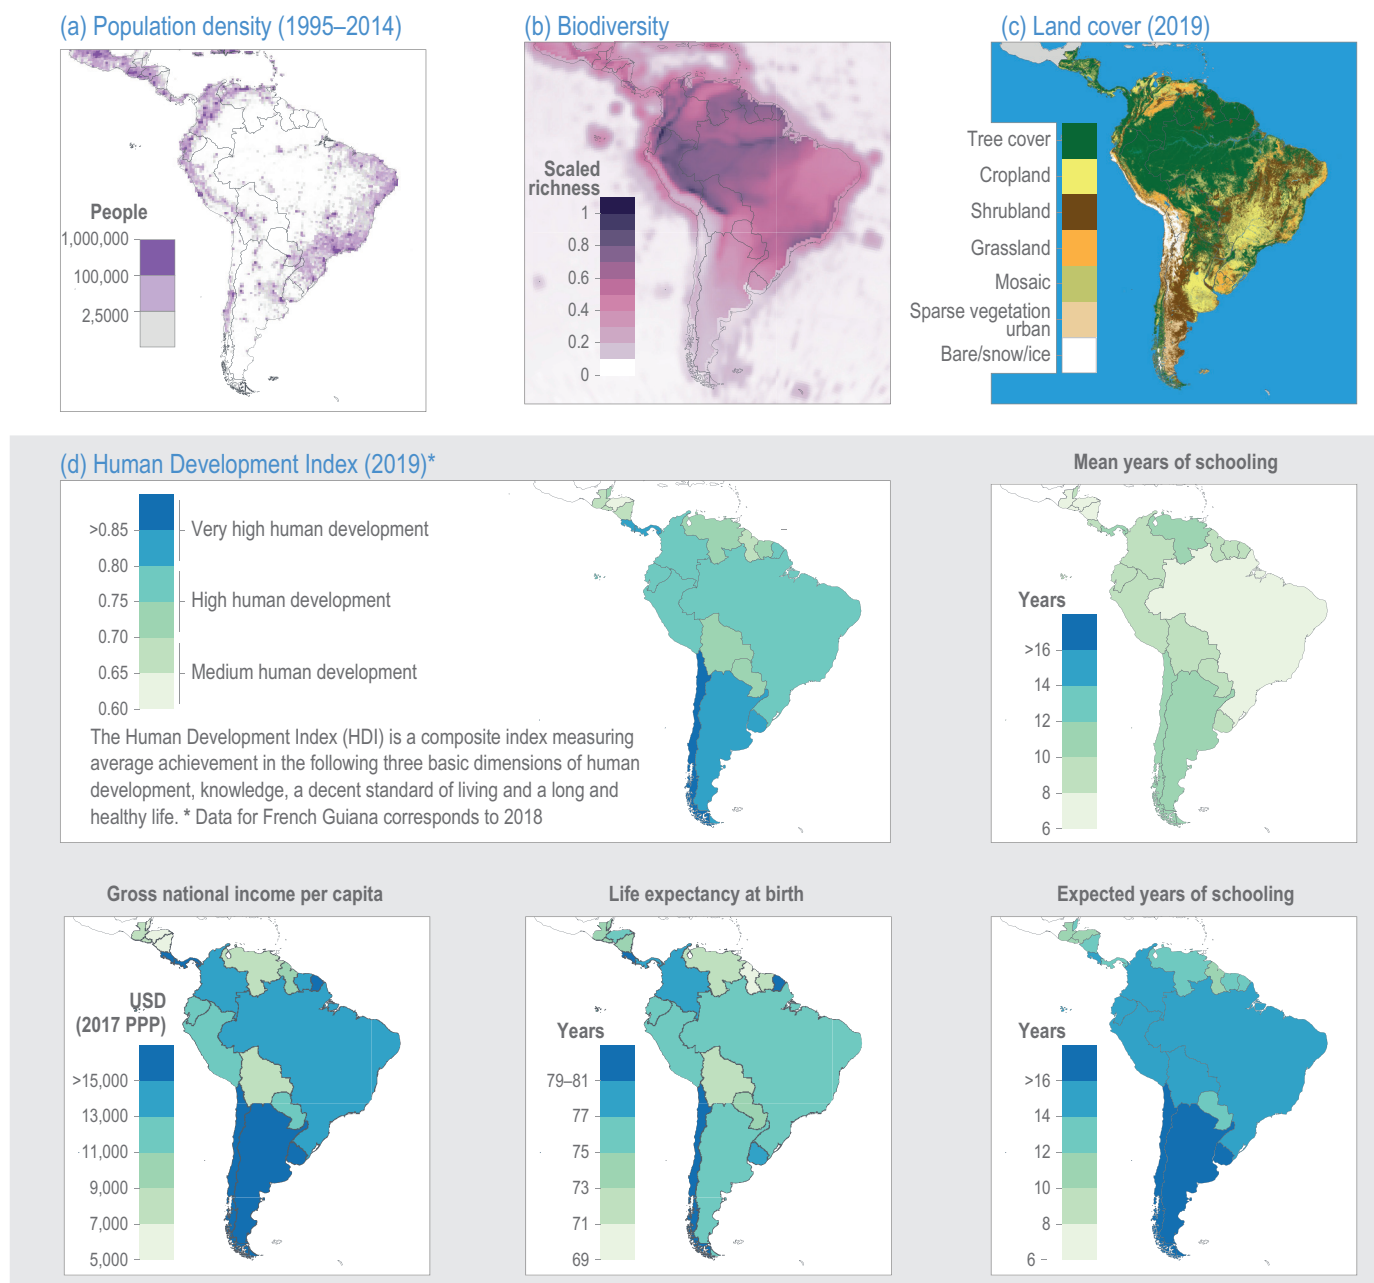 (a) Population density (1995–2014)
People
1,000,000
100,000
2,5000
(b) Biodiversity
Scaled
richness
1
0.8
0.6
0.4
0.2
0
(c) Land cover (2019)
Tree cover
Cropland
Shrubland
Grassland
Mosaic
Sparse vegetation
urban
Bare/snow/ice
(d) Human Development Index (2019)*
>0.85
0.80
0.75
0.70
0.65
0.60
Very high human development
High human development
Medium human development
The Human Development Index (HDI) is a composite index measuring
average achievement in the following three basic dimensions of human
development, knowledge, a decent standard of living and a long and
healthy life. * Data for French Guiana corresponds to 2018
Mean years of schooling
Years
>16
14
12
10
8
6
Gross national income per capita
USD
(2017 PPP)
>15,000
13,000
11,000
9,000
7,000
5,000
Life expectancy at birth
Years
79–81
77
75
73
71
69
Expected years of schooling
Years
>16
14
12
10
8
6